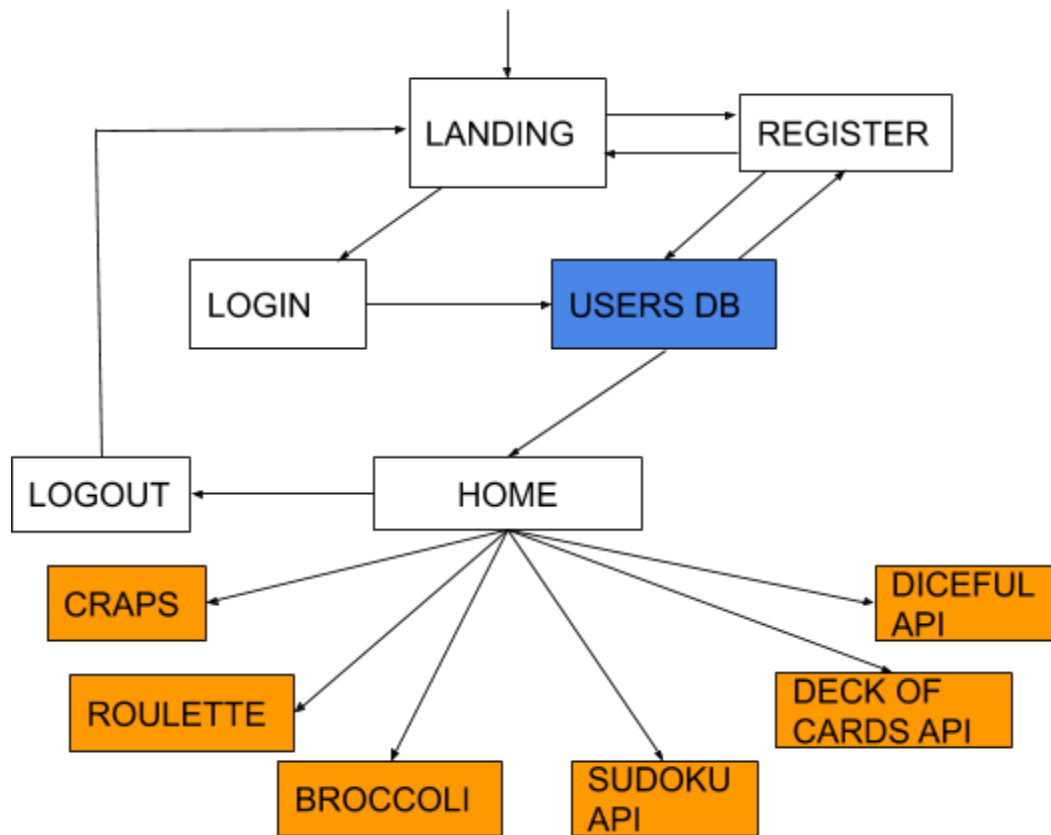 LANDING
REGISTER
LOGIN
USERS DB
LOGOUT
HOME
CRAPS
DICEFUL
API
ROULETTE
DECK OF
CARDS API
BROCCOLI
SUDOKU
API